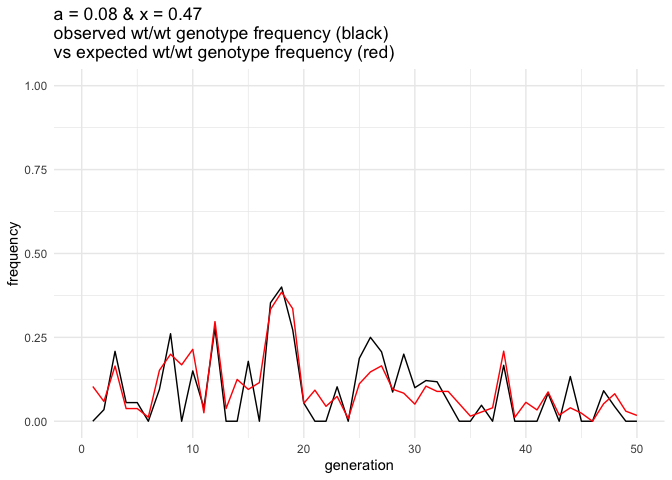 a = 0.08 & x = 0.47
observed wt/wt genotype frequency (black)
vs expected wt/wt genotype frequency (red)
1.00
0.75
0.50
0.25
0.00
frequency
0 10 20 30 40 50
generation